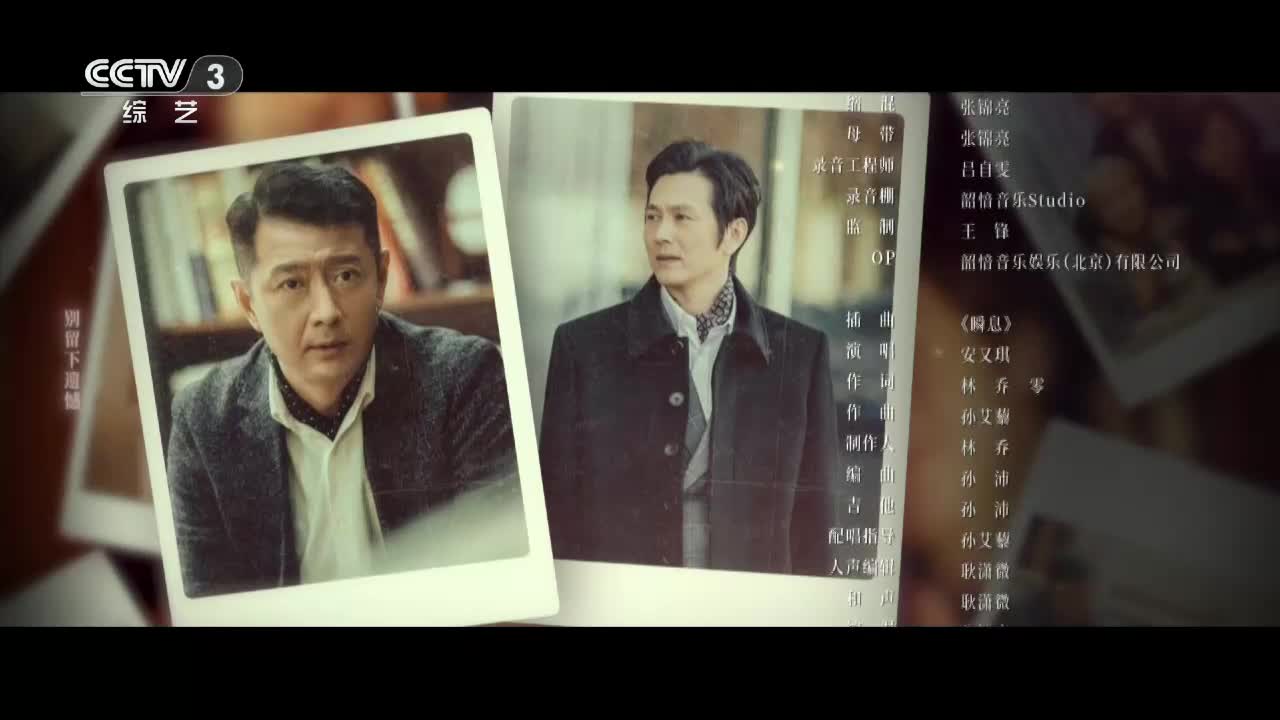 CCTV 3
综艺
别留下遗憾
缩 混 张锦亮
母 带 张锦亮
录音工程师 吕自雯
录音棚 韶愔音乐Studio
监 制 王 锋
OP 韶愔音乐娱乐(北京)有限公司
插 曲 《瞬息》
演 唱 安又琪
作 词 林 乔 零
作 曲 孙艾藜
制作人 林 乔
编 曲 孙 沛
吉 他 孙 沛
配唱指导 孙艾藜
人声编辑 耿潇微
和 声 耿潇微